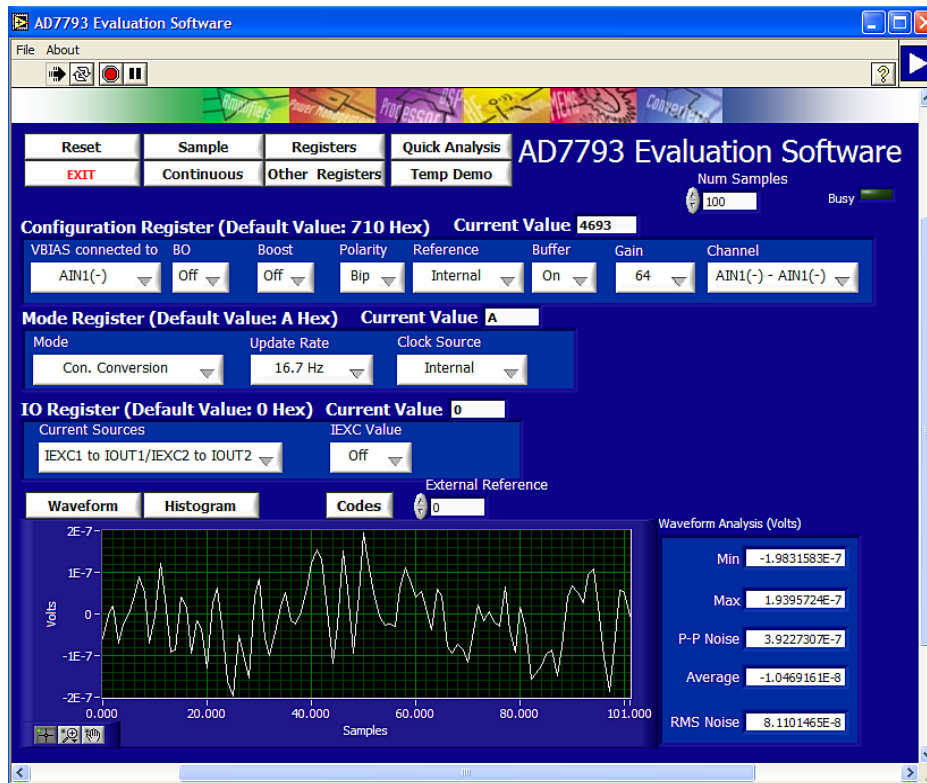 AD7793 Evaluation Software
File About
Amplifiers Power Management Processors DSP MEMS Converters
Reset Sample Registers Quick Analysis
AD7793 Evaluation Software
EXIT Continuous Other Registers Temp Demo
Num Samples
100
Busy
Configuration Register (Default Value: 710 Hex) Current Value 4693
VBIAS connected to BO Boost Polarity Reference Buffer Gain Channel
AIN1(-) Off Off Bip Internal On 64 AIN1(-) - AIN1(-)
Mode Register (Default Value: A Hex) Current Value A
Mode Update Rate Clock Source
Con. Conversion 16.7 Hz Internal
IO Register (Default Value: 0 Hex) Current Value 0
Current Sources IEXC Value
IEXC1 to IOUT1/IEXC2 to IOUT2 Off
External Reference
Waveform Histogram Codes 0
Waveform Analysis (Volts)
2E-7
1E-7
0
-1E-7
-2E-7
Volts
0.000 20.000 40.000 60.000 80.000 101.000
Samples
Min -1.9831583E-7
Max 1.9395724E-7
P-P Noise 3.9227307E-7
Average -1.0469161E-8
RMS Noise 8.1101465E-8